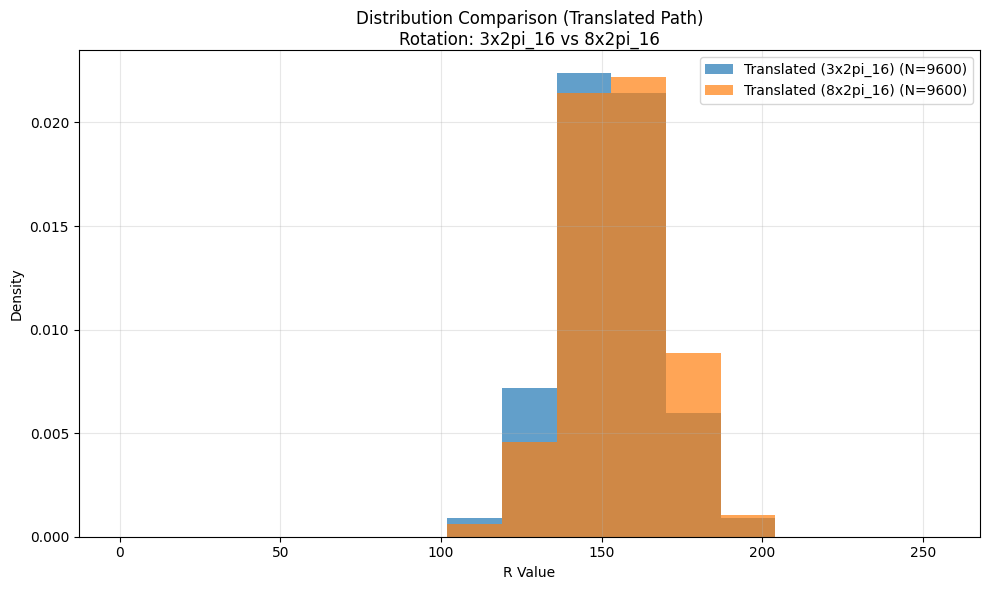 Distribution Comparison (Translated Path)
Rotation: 3x2pi_16 vs 8x2pi_16
Translated (3x2pi_16) (N=9600)
Translated (8x2pi_16) (N=9600)
Density
0.020
0.015
0.010
0.005
0.000
0 50 100 150 200 250
R Value